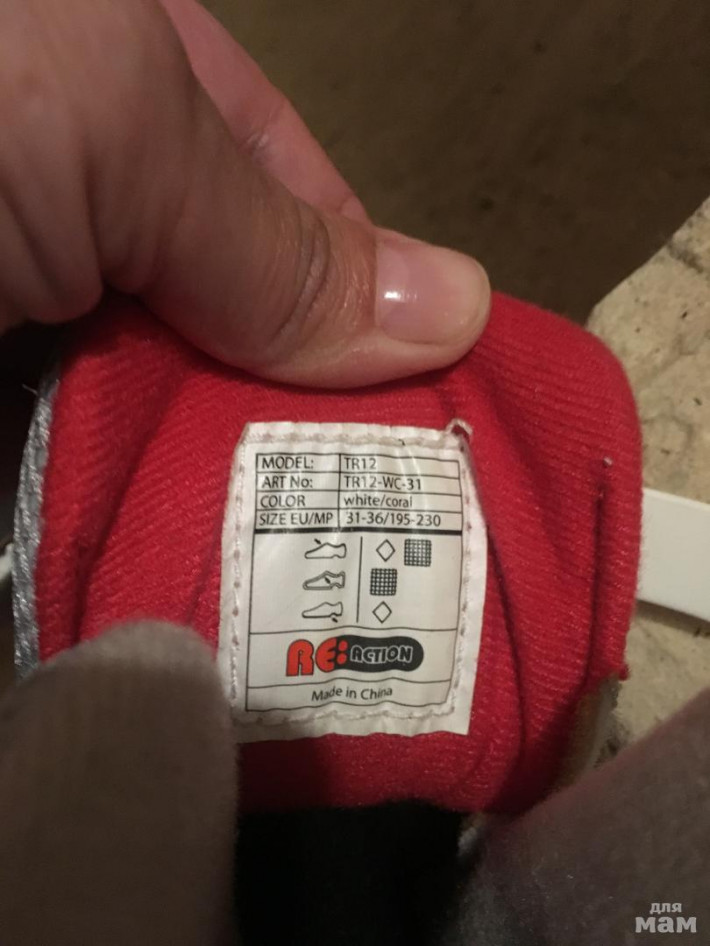 MODEL: TR12
ART No: TR12-WC-31
COLOR white/coral
SIZE EU/MP 31-36/195-230
RE:ACTION
Made in China
для
мам